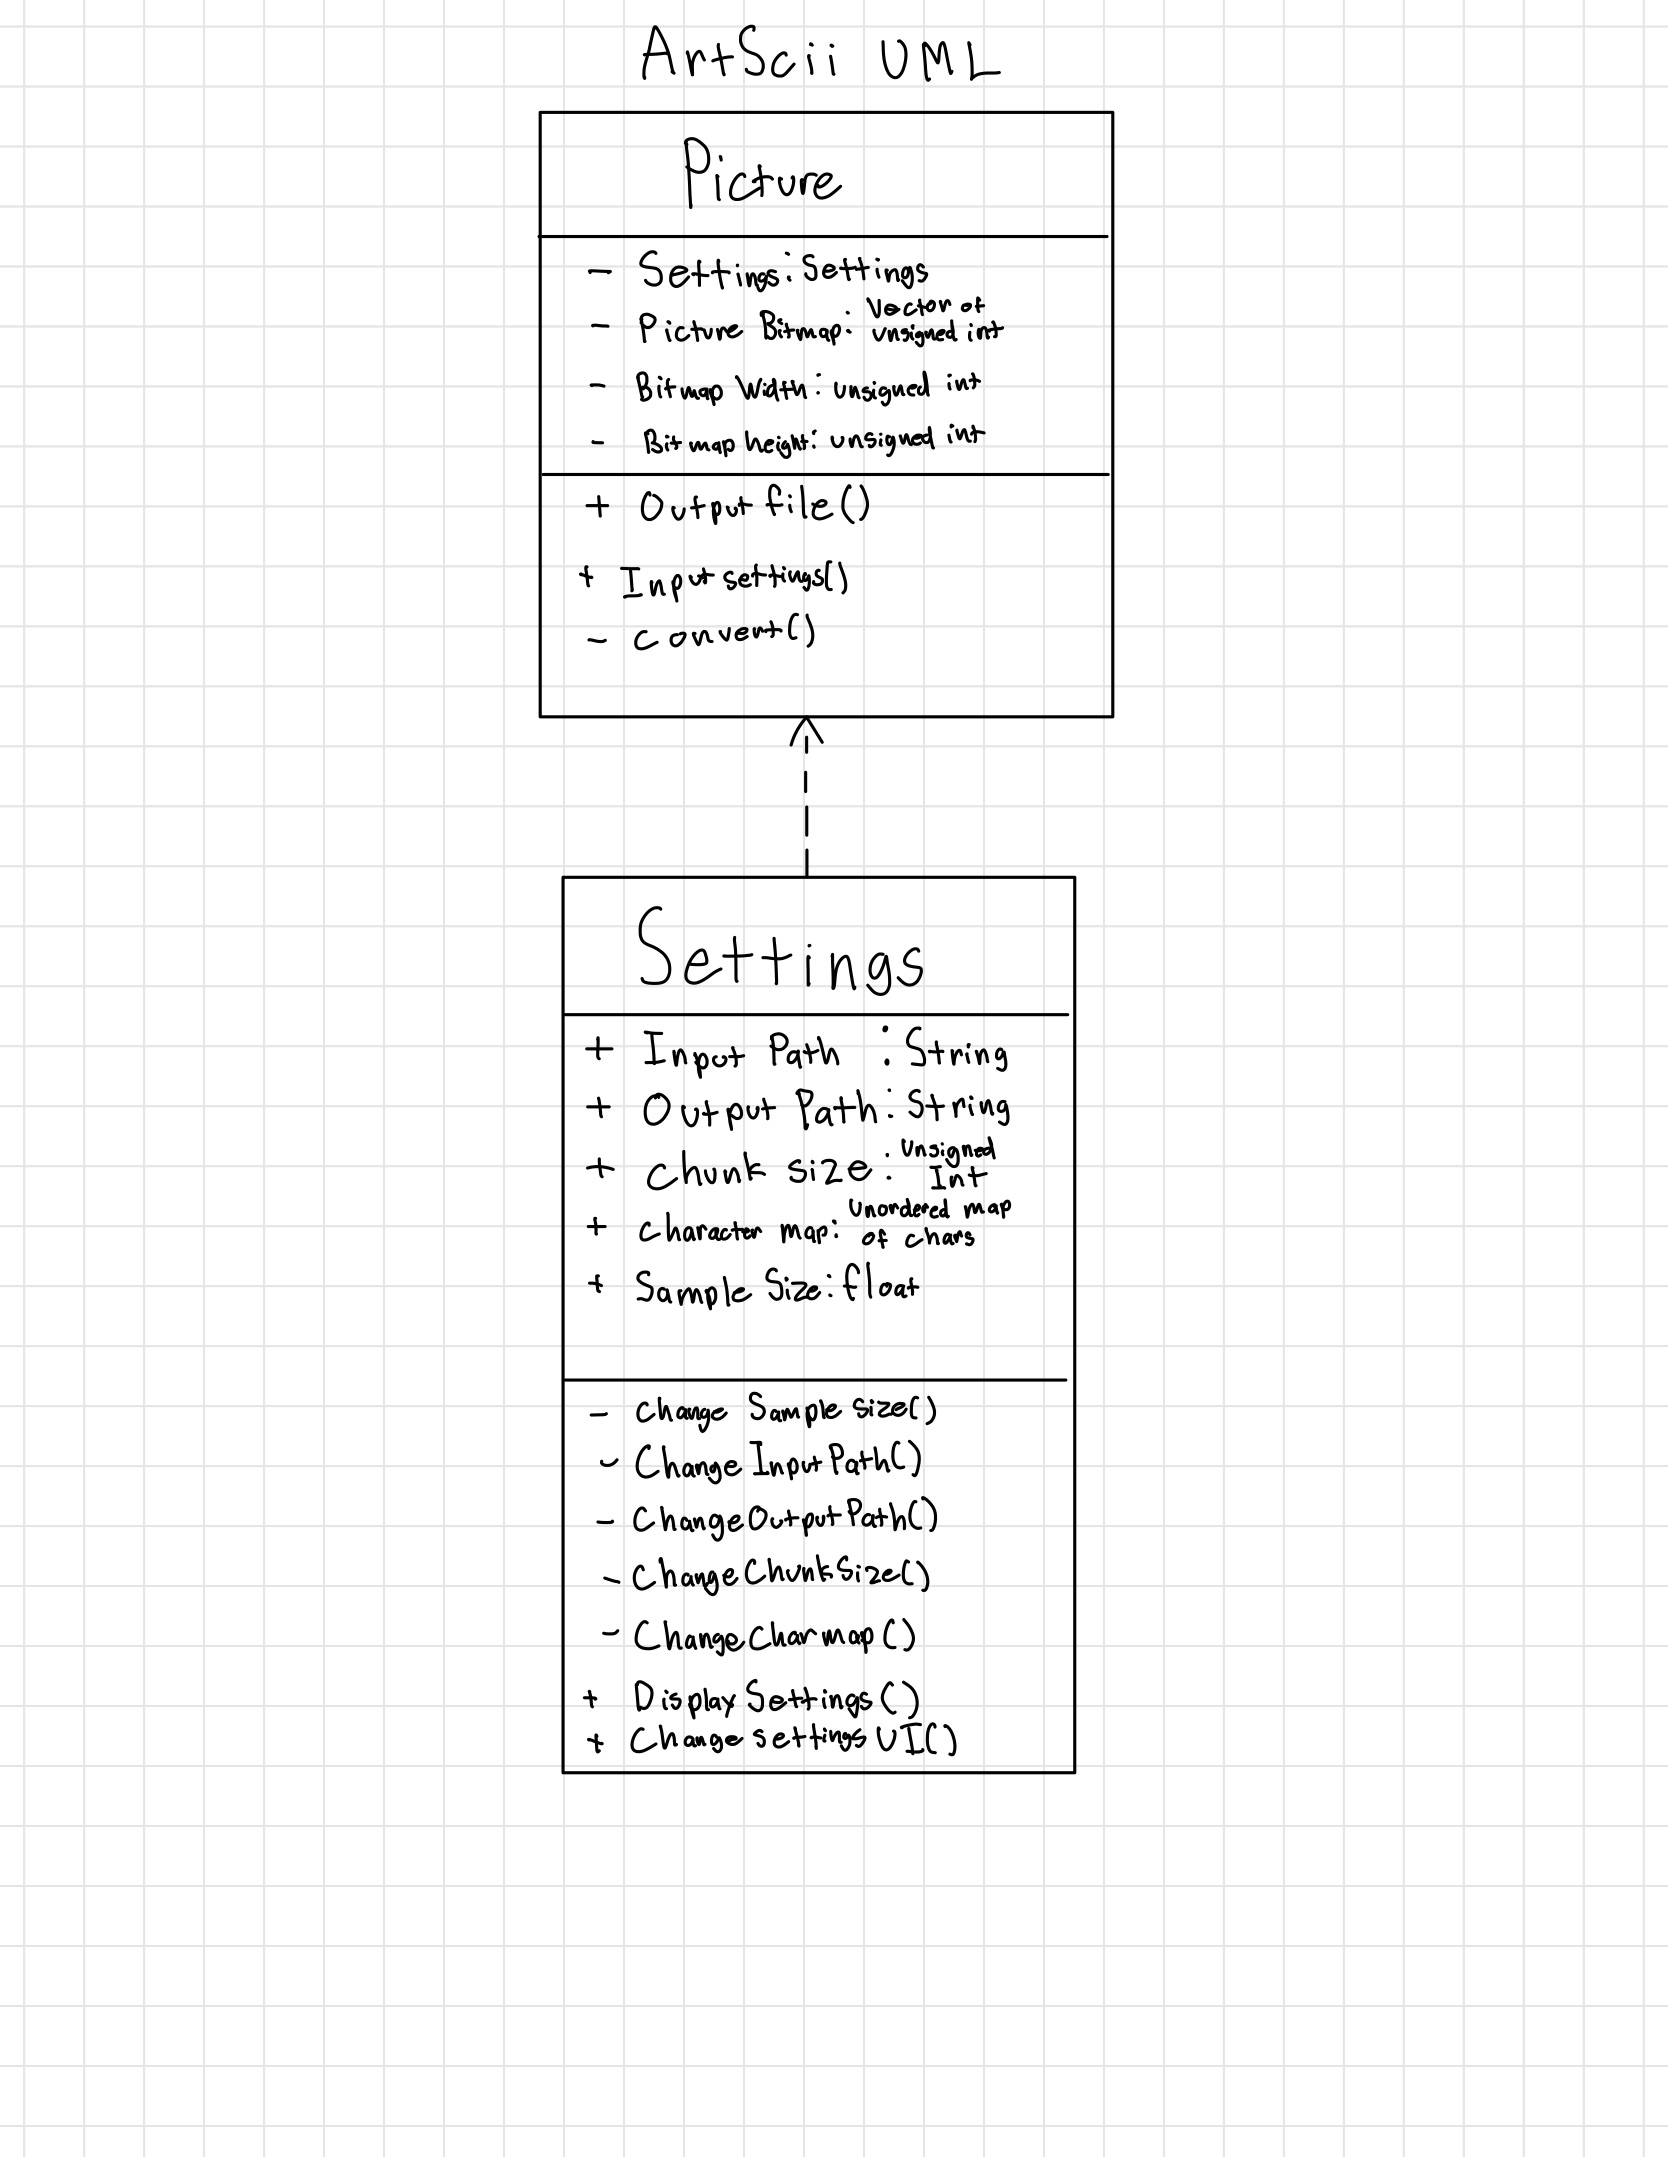 ArtScii UML
Picture
- Settings: Settings
- Picture Bitmap: Vector of
unsigned int
- Bitmap Width: unsigned int
- Bitmap height: unsigned int
+ Output file()
+ Input settings()
- convert()
Settings
+ Input Path : String
+ Output Path: String
+ Chunk size: Unsigned
Int
+ Character map: Unordered map
of chars
+ Sample Size: float
- Change Sample Size()
- Change Input Path()
- Change Output Path()
- Change Chunk Size()
- Change Charmap()
+ Display Settings()
+ Change settings UI()